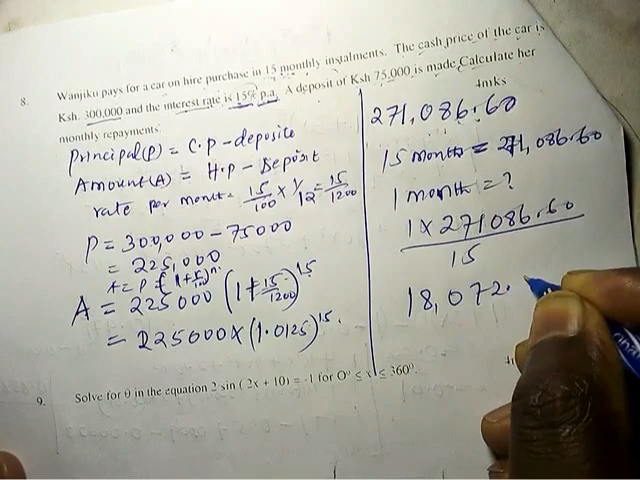 8. Wanjiku pays for a car on hire purchase in 15 monthly instalments. The cash price of the car is
Ksh. 300,000 and the interest rate is 15% p.a. A deposit of Ksh 75,000 is made. Calculate her
monthly repayments. 4mks
Principal(P) = C.p - deposite
Amount(A) = H.p - Deposit
rate per month = 15/100 × 1/12 = 15/1200
P = 300,000 - 75000
= 225,000
A = 225000 (1 + 15/1200)^15
= 225000 × (1.0125)^15.
271,086.60
15 months = 271,086.60
1 month = ?
1 × 271086.60
15
18,072.
9. Solve for θ in the equation 2 sin ( 2x + 10) = -1 for 0° ≤ x ≤ 360°.